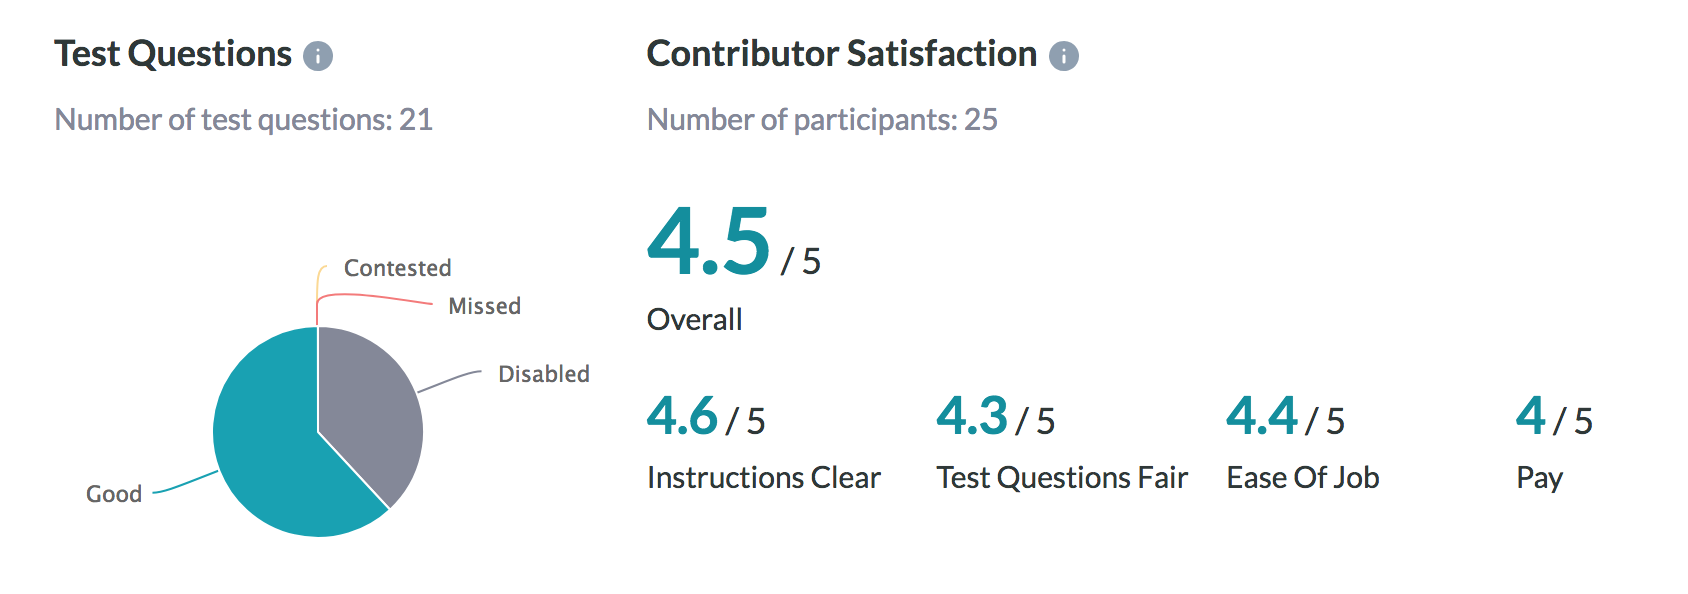 Test Questions
Number of test questions: 21
Contested
Missed
Disabled
Good
Contributor Satisfaction
Number of participants: 25
4.5 / 5
Overall
4.6 / 5
Instructions Clear
4.3 / 5
Test Questions Fair
4.4 / 5
Ease Of Job
4 / 5
Pay